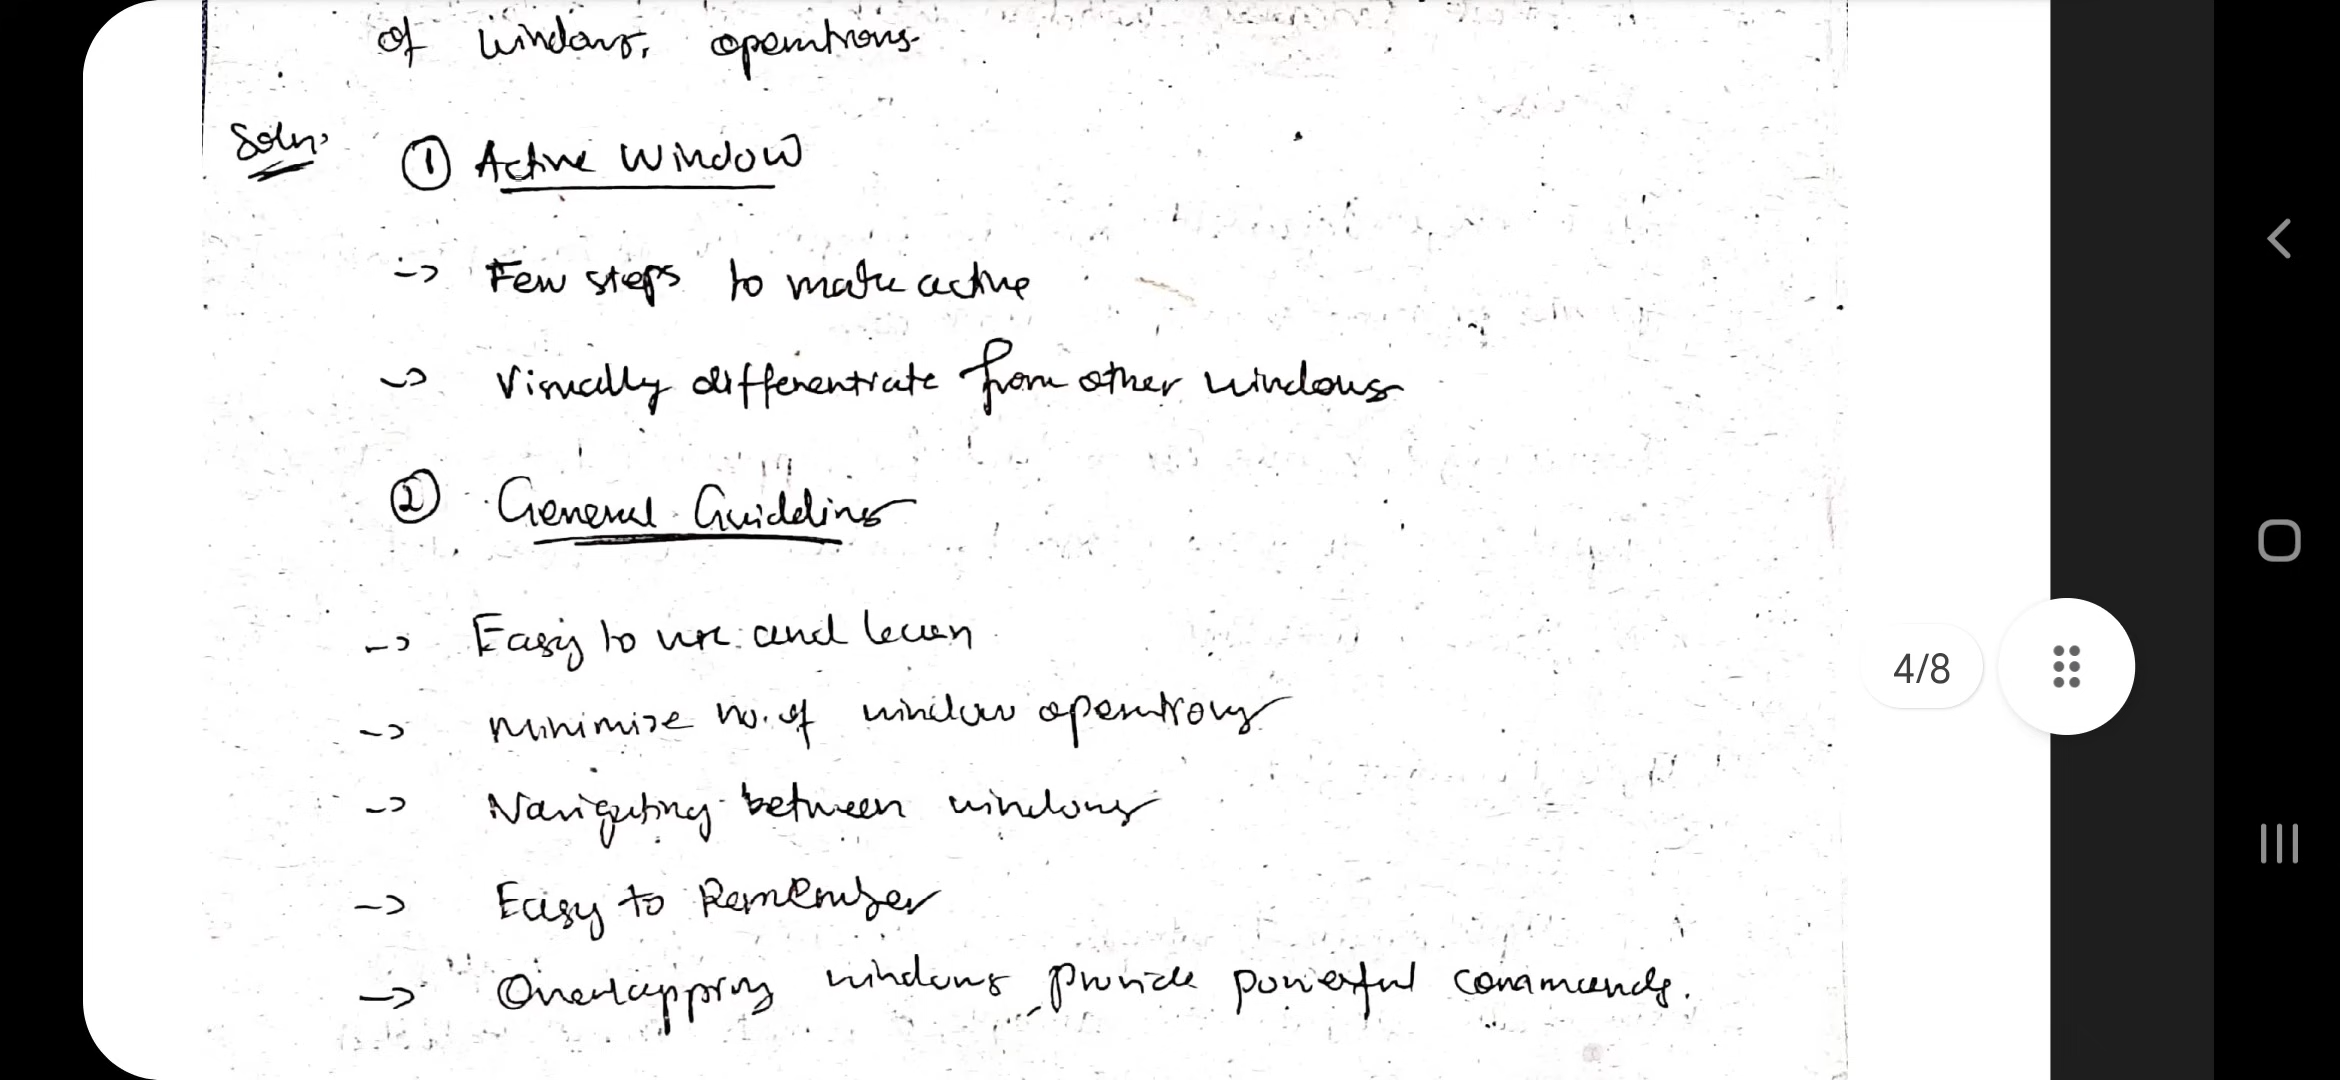 of windows operations
Soln.
① Active Window
-> Few steps to make active
-> Visually differentiate from other windows
② General Guidelines
-> Easy to use and learn
-> Minimize no. of window operations
-> Navigating between windows
-> Easy to Remember
4/8
-> Overlapping windows provide powerful commands.